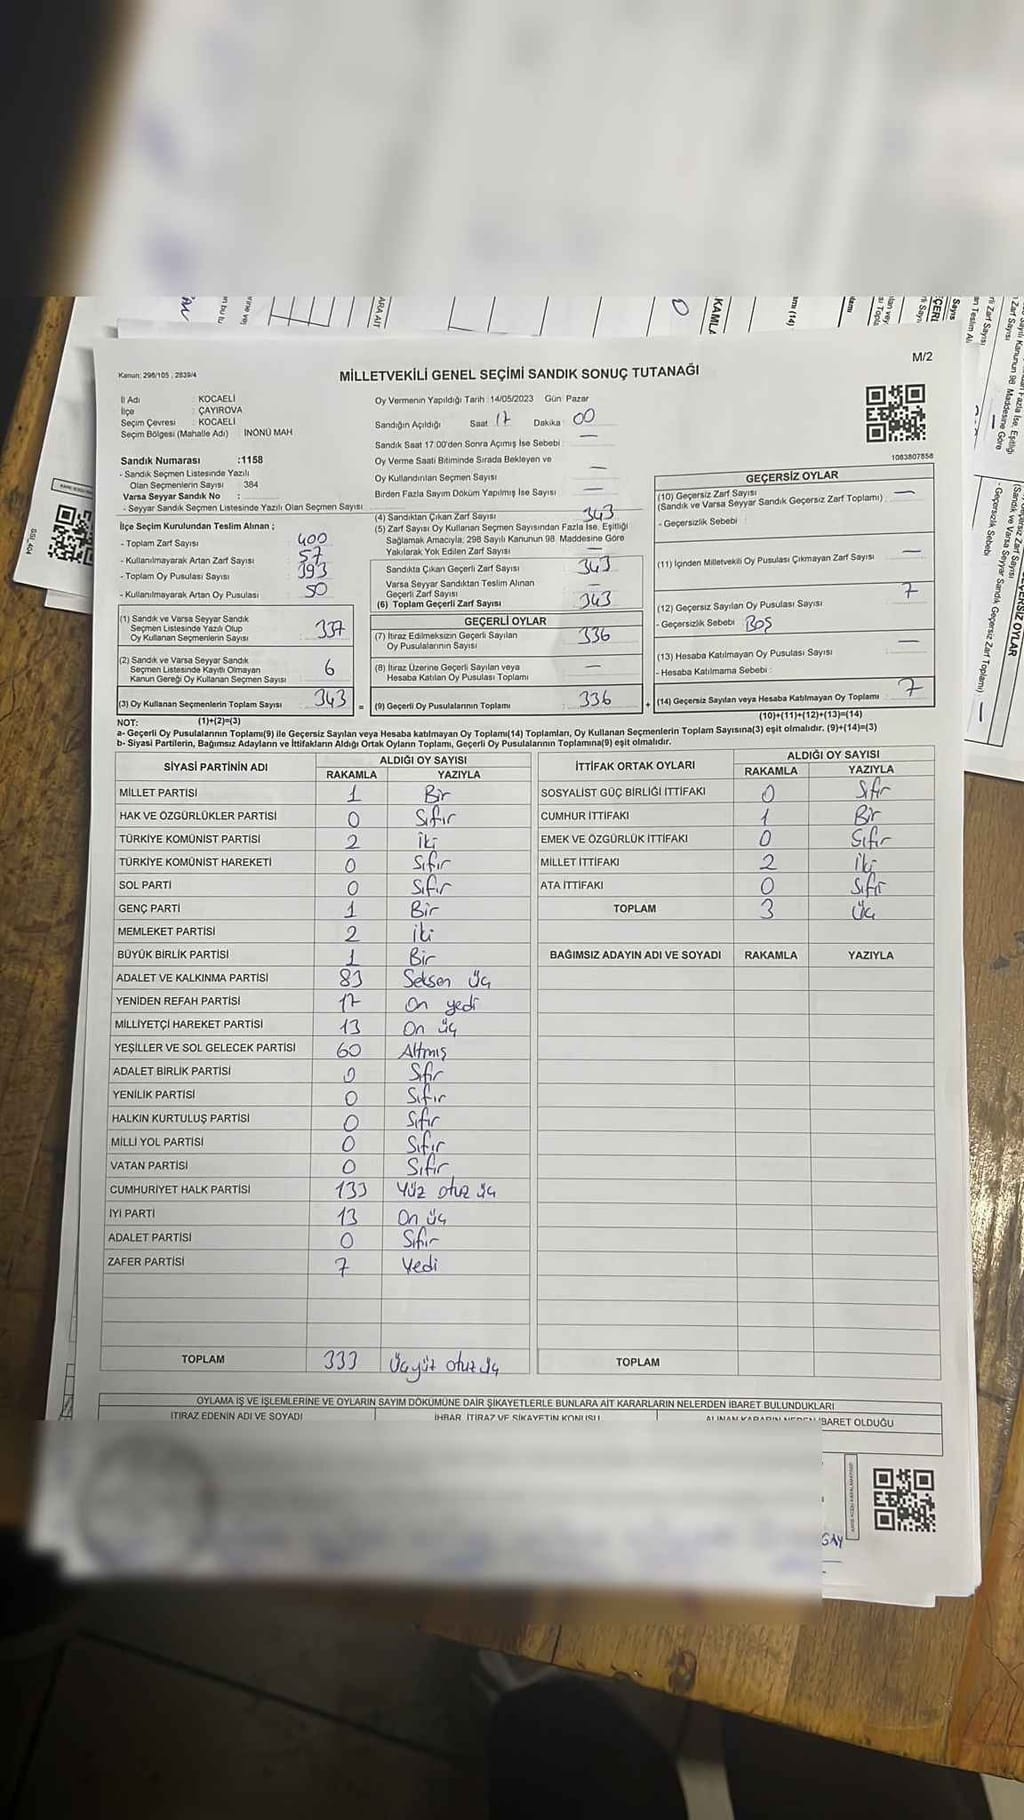 M/2
Kanun: 298/105 , 2839/4
MİLLETVEKİLİ GENEL SEÇİMİ SANDIK SONUÇ TUTANAĞI
İl Adı : KOCAELİ
İlçe : ÇAYIROVA
Seçim Çevresi : KOCAELİ
Seçim Bölgesi (Mahalle Adı) : İNÖNÜ MAH
Sandık Numarası :1158
- Sandık Seçmen Listesinde Yazılı
Olan Seçmenlerin Sayısı : 384
Varsa Seyyar Sandık No :
- Seyyar Sandık Seçmen Listesinde Yazılı Olan Seçmen Sayısı
İlçe Seçim Kurulundan Teslim Alınan ;
- Toplam Zarf Sayısı 400
- Kullanılmayarak Artan Zarf Sayısı 57
- Toplam Oy Pusulası Sayısı 393
- Kullanılmayarak Artan Oy Pusulası 50
(1) Sandık ve Varsa Seyyar Sandık
Seçmen Listesinde Yazılı Olup
Oy Kullanan Seçmenlerin Sayısı 337
(2) Sandık ve Varsa Seyyar Sandık
Seçmen Listesinde Kayıtlı Olmayan
Kanun Gereği Oy Kullanan Seçmen Sayısı 6
(3) Oy Kullanan Seçmenlerin Toplam Sayısı 343 =
Oy Vermenin Yapıldığı Tarih : 14/05/2023 Gün : Pazar
Sandığın Açıldığı Saat 17 Dakika : 00
Sandık Saat 17:00'den Sonra Açımış İse Sebebi : —
Oy Verme Saati Bitiminde Sırada Bekleyen ve
Oy Kullandırılan Seçmen Sayısı —
Birden Fazla Sayım Döküm Yapılmış İse Sayısı —
(4) Sandıktan Çıkan Zarf Sayısı 343
(5) Zarf Sayısı Oy Kullanan Seçmen Sayısından Fazla İse, Eşitliği
Sağlamak Amacıyla, 298 Sayılı Kanunun 98. Maddesine Göre
Yakılarak Yok Edilen Zarf Sayısı —
Sandıkta Çıkan Geçerli Zarf Sayısı 343
Varsa Seyyar Sandıktan Teslim Alınan
Geçerli Zarf Sayısı —
(6) Toplam Geçerli Zarf Sayısı 343
GEÇERLİ OYLAR
(7) İtiraz Edilmeksizin Geçerli Sayılan
Oy Pusulalarının Sayısı 336
(8) İtiraz Üzerine Geçerli Sayılan veya
Hesaba Katılan Oy Pusulası Toplamı —
(9) Geçerli Oy Pusulalarının Toplamı 336 +
1083807858
GEÇERSİZ OYLAR
(10) Geçersiz Zarf Sayısı
(Sandık ve Varsa Seyyar Sandık Geçersiz Zarf Toplamı) —
- Geçersizlik Sebebi :
(11) İçinden Milletvekili Oy Pusulası Çıkmayan Zarf Sayısı —
(12) Geçersiz Sayılan Oy Pusulası Sayısı 7
- Geçersizlik Sebebi : Boş
(13) Hesaba Katılmayan Oy Pusulası Sayısı —
- Hesaba Katılmama Sebebi :
(14) Geçersiz Sayılan veya Hesaba Katılmayan Oy Toplamı 7
NOT: (1)+(2)=(3) (10)+(11)+(12)+(13)=(14)
a- Geçerli Oy Pusulasının Toplamı(9) ile Geçersiz Sayılan veya Hesaba katılmayan Oy Toplamı(14) Toplamları, Oy Kullanan Seçmenlerin Toplam Sayısına(3) eşit olmalıdır. (9)+(14)=(3)
b- Siyasi Partilerin, Bağımsız Adayların ve İttifakların Aldığı Ortak Oyların Toplamı, Geçerli Oy Pusulasının Toplamına(9) eşit olmalıdır.
SİYASİ PARTİNİN ADI ALDIĞI OY SAYISI
RAKAMLA YAZIYLA
MİLLET PARTİSİ 1 Bir
HAK VE ÖZGÜRLÜKLER PARTİSİ 0 Sıfır
TÜRKİYE KOMÜNİST PARTİSİ 2 İki
TÜRKİYE KOMÜNİST HAREKETİ 0 Sıfır
SOL PARTİ 0 Sıfır
GENÇ PARTİ 1 Bir
MEMLEKET PARTİSİ 2 İki
BÜYÜK BİRLİK PARTİSİ 1 Bir
ADALET VE KALKINMA PARTİSİ 83 Seksen üç
YENİDEN REFAH PARTİSİ 17 On yedi
MİLLİYETÇİ HAREKET PARTİSİ 13 On üç
YEŞİLLER VE SOL GELECEK PARTİSİ 60 Altmış
ADALET BİRLİK PARTİSİ 0 Sıfır
YENİLİK PARTİSİ 0 Sıfır
HALKIN KURTULUŞ PARTİSİ 0 Sıfır
MİLLİ YOL PARTİSİ 0 Sıfır
VATAN PARTİSİ 0 Sıfır
CUMHURİYET HALK PARTİSİ 133 Yüz otuz üç
İYİ PARTİ 13 On üç
ADALET PARTİSİ 0 Sıfır
ZAFER PARTİSİ 7 Yedi
TOPLAM 333 Üçyüz otuz üç
İTTİFAK ORTAK OYLARI ALDIĞI OY SAYISI
RAKAMLA YAZIYLA
SOSYALİST GÜÇ BİRLİĞİ İTTİFAKI 0 Sıfır
CUMHUR İTTİFAKI 1 Bir
EMEK VE ÖZGÜRLÜK İTTİFAKI 0 Sıfır
MİLLET İTTİFAKI 2 İki
ATA İTTİFAKI 0 Sıfır
TOPLAM 3 Üç
BAĞIMSIZ ADAYIN ADI VE SOYADI RAKAMLA YAZIYLA
TOPLAM
OYLAMA İŞ VE İŞLEMLERİNE VE OYLARIN SAYIM DÖKÜMÜNE DAİR ŞİKAYETLERLE BUNLARA AİT KARARLARIN NELERDEN İBARET BULUNDUKLARI
İTİRAZ EDENİN ADI VE SOYADI İHBAR, İTİRAZ VE ŞİKAYETİN KONUSU ALINAN KARARIN NEDEN İBARET OLDUĞU